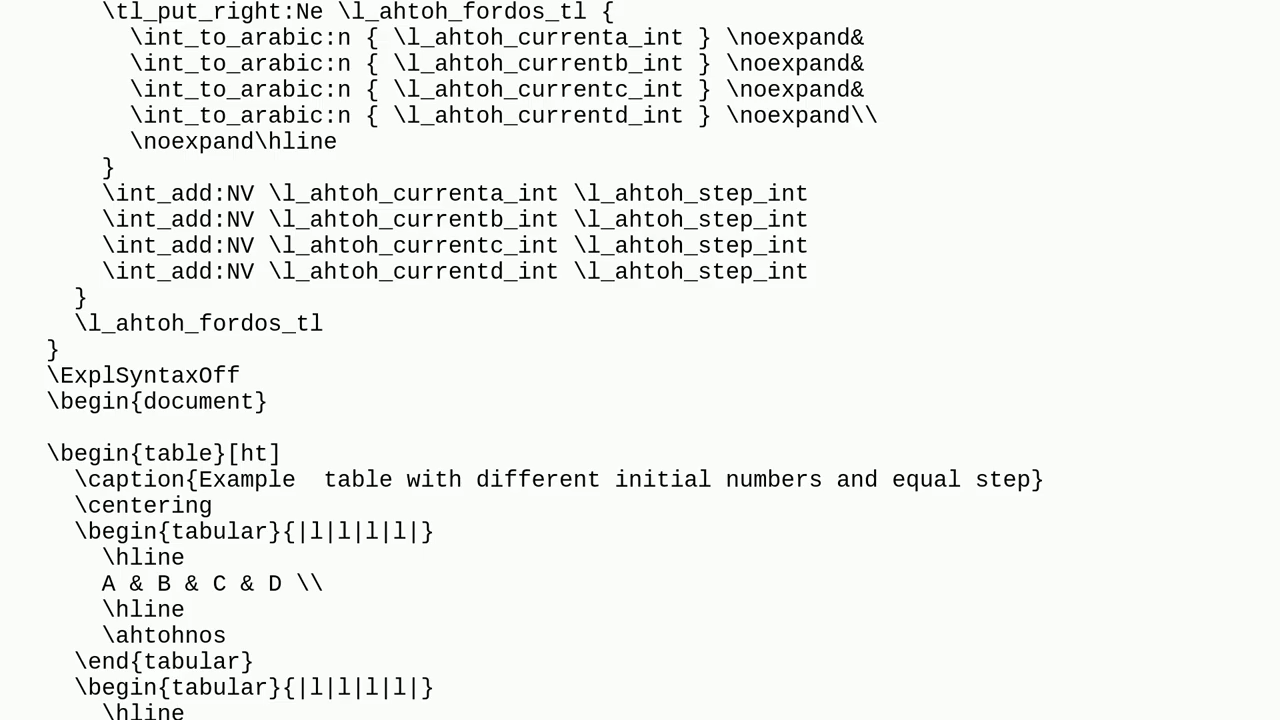 \tl_put_right:Ne \l_ahtoh_fordos_tl {
\int_to_arabic:n { \l_ahtoh_currenta_int } \noexpand&
\int_to_arabic:n { \l_ahtoh_currentb_int } \noexpand&
\int_to_arabic:n { \l_ahtoh_currentc_int } \noexpand&
\int_to_arabic:n { \l_ahtoh_currentd_int } \noexpand\\
\noexpand\hline
}
\int_add:NV \l_ahtoh_currenta_int \l_ahtoh_step_int
\int_add:NV \l_ahtoh_currentb_int \l_ahtoh_step_int
\int_add:NV \l_ahtoh_currentc_int \l_ahtoh_step_int
\int_add:NV \l_ahtoh_currentd_int \l_ahtoh_step_int
}
\l_ahtoh_fordos_tl
}
\ExplSyntaxOff
\begin{document}
\begin{table}[ht]
\caption{Example  table with different initial numbers and equal step}
\centering
\begin{tabular}{|l|l|l|l|}
\hline
A & B & C & D \\
\hline
\ahtohnos
\end{tabular}
\begin{tabular}{|l|l|l|l|}
\hline